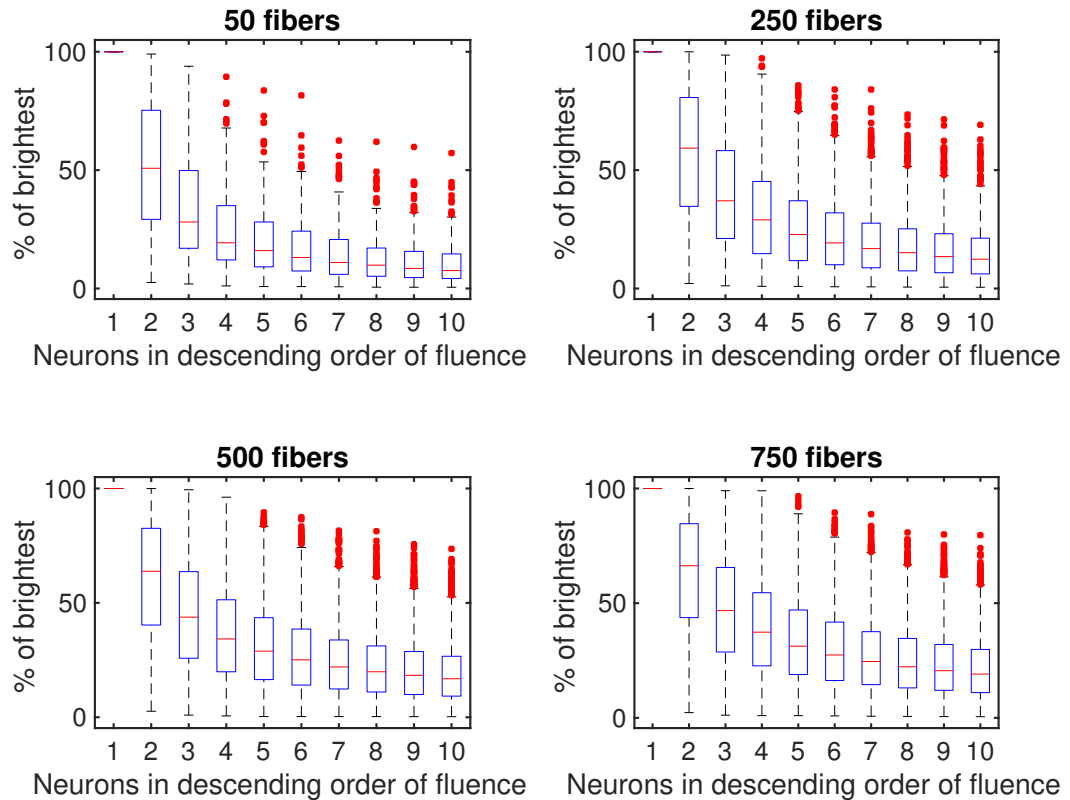 50 fibers
% of brightest
100
50
0
1 2 3 4 5 6 7 8 9 10
Neurons in descending order of fluence
250 fibers
% of brightest
100
50
0
1 2 3 4 5 6 7 8 9 10
Neurons in descending order of fluence
500 fibers
% of brightest
100
50
0
1 2 3 4 5 6 7 8 9 10
Neurons in descending order of fluence
750 fibers
% of brightest
100
50
0
1 2 3 4 5 6 7 8 9 10
Neurons in descending order of fluence